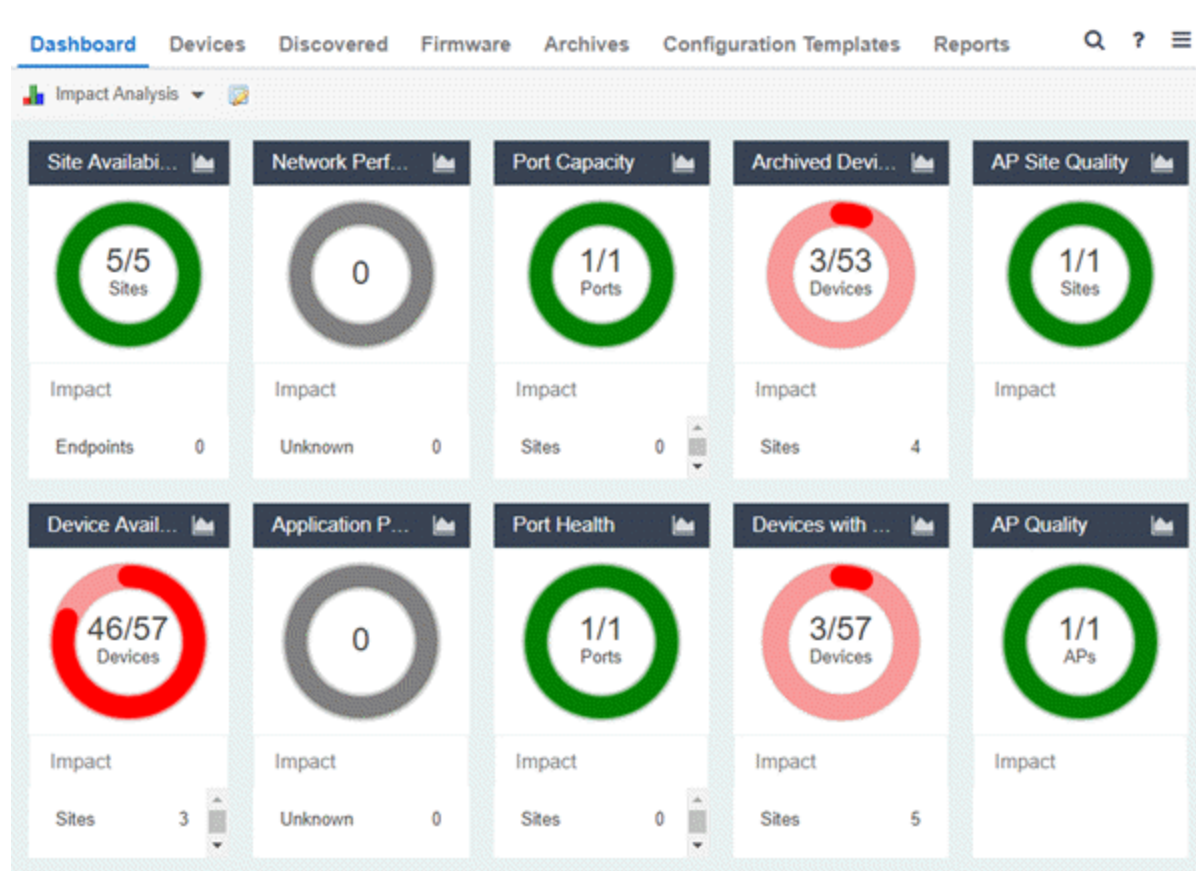 Dashboard Devices Discovered Firmware Archives Configuration Templates Reports ?
Impact Analysis
Site Availabi... Network Perf... Port Capacity Archived Devi... AP Site Quality
5/5 0 1/1 3/53 1/1
Sites Ports Devices Sites
Impact Impact Impact Impact Impact
Endpoints 0 Unknown 0 Sites 0 Sites 4
Device Avail... Application P... Port Health Devices with ... AP Quality
46/57 0 1/1 3/57 1/1
Devices Ports Devices APs
Impact Impact Impact Impact Impact
Sites 3 Unknown 0 Sites 0 Sites 5